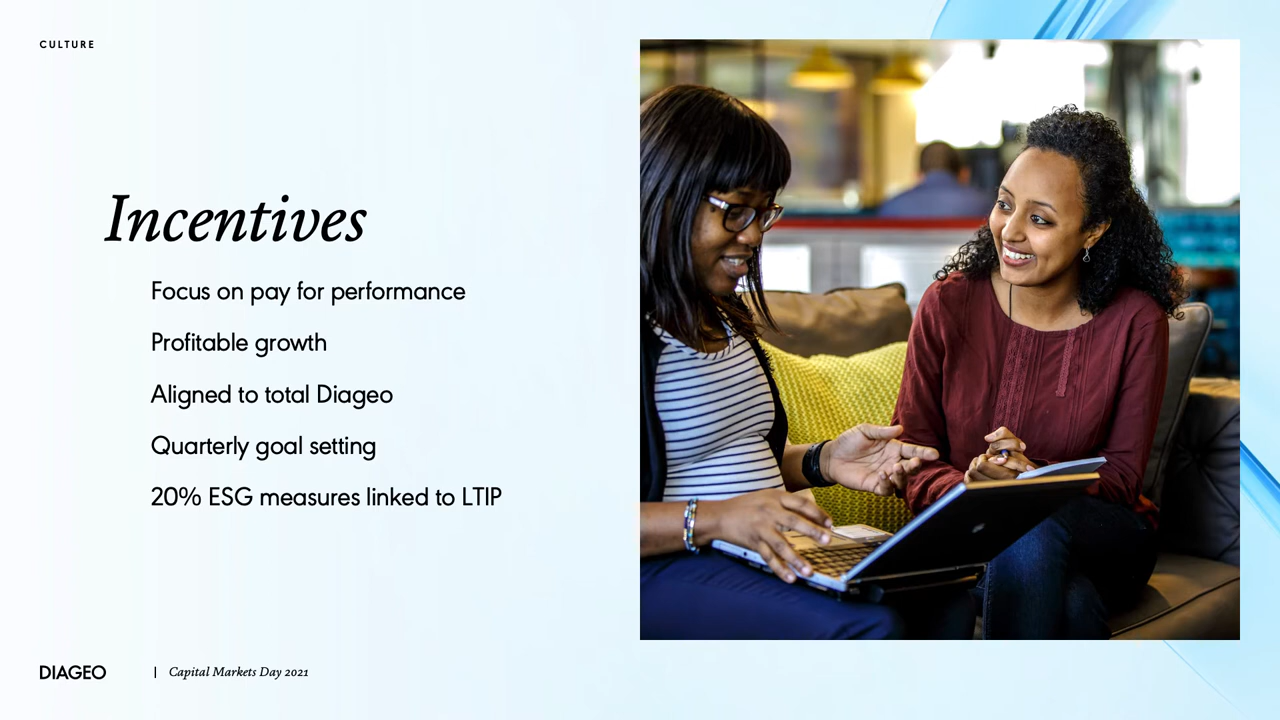 CULTURE
Incentives
Focus on pay for performance
Profitable growth
Aligned to total Diageo
Quarterly goal setting
20% ESG measures linked to LTIP
DIAGEO | Capital Markets Day 2021